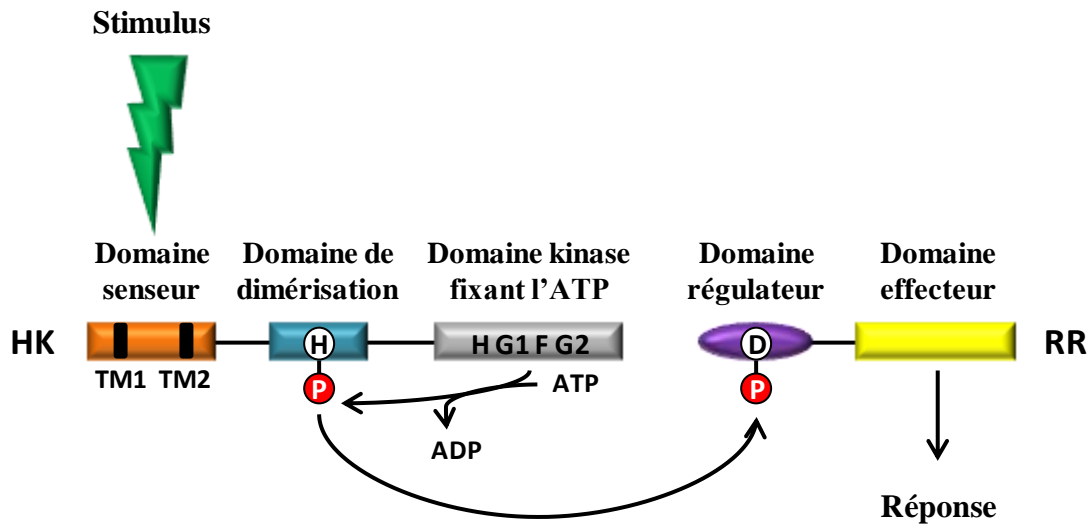 Stimulus
Domaine senseur
Domaine de dimérisation
Domaine kinase fixant l’ATP
Domaine régulateur
Domaine effecteur
HK
H
H G1 F G2
D
RR
TM1 TM2
P
ATP
P
ADP
Réponse